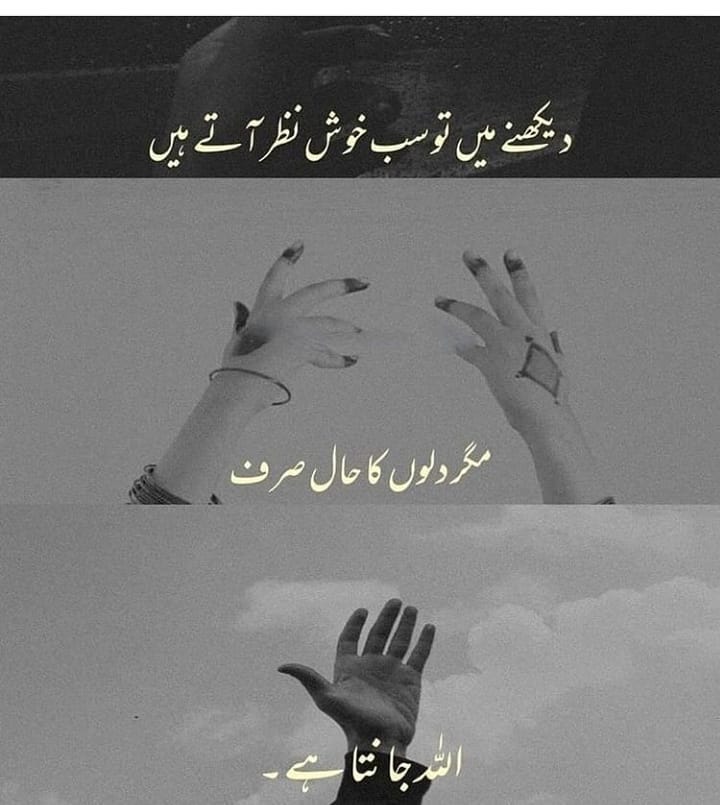 دیکھنے میں تو سب خوش نظر آتے ہیں
مگر دلوں کا حال صرف
اللہ جانتا ہے۔